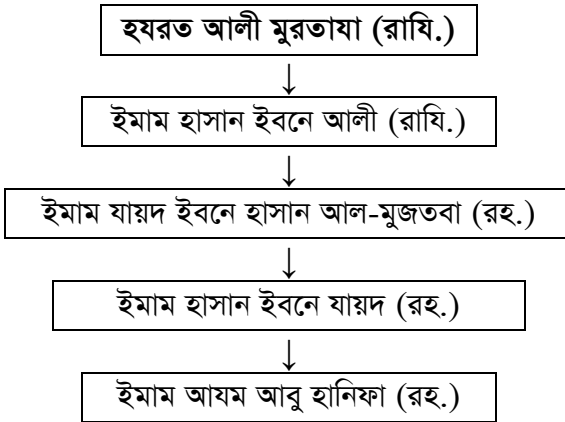 হযরত আলী মুরতাযা (রাযি.)
ইমাম হাসান ইবনে আলী (রাযি.)
ইমাম যায়দ ইবনে হাসান আল-মুজতবা (রহ.)
ইমাম হাসান ইবনে যায়দ (রহ.)
ইমাম আযম আবু হানিফা (রহ.)